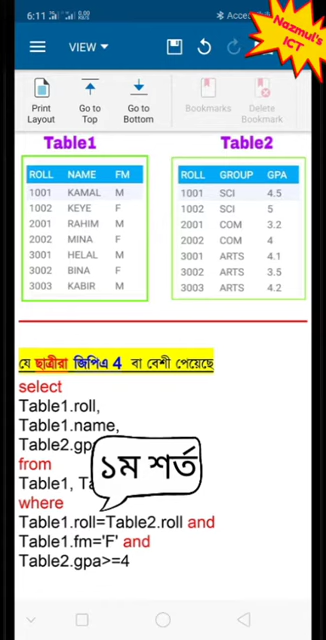 6:11
Acce
Nazmul's
ICT
VIEW
Print Layout
Go to Top
Go to Bottom
Bookmarks
Delete Bookmark
Table1
ROLL NAME FM
1001 KAMAL M
1002 KEYE F
2001 RAHIM M
2002 MINA F
3001 HELAL M
3002 BINA F
3003 KABIR M
Table2
ROLL GROUP GPA
1001 SCI 4.5
1002 SCI 5
2001 COM 3.2
2002 COM 4
3001 ARTS 4.1
3002 ARTS 3.5
3003 ARTS 4.2
যে ছাত্রীরা জিপিএ 4 বা বেশী পেয়েছে
select
Table1.roll,
Table1.name,
Table2.gp
from
Table1, Ta
১ম শর্ত
where
Table1.roll=Table2.roll and
Table1.fm='F' and
Table2.gpa>=4